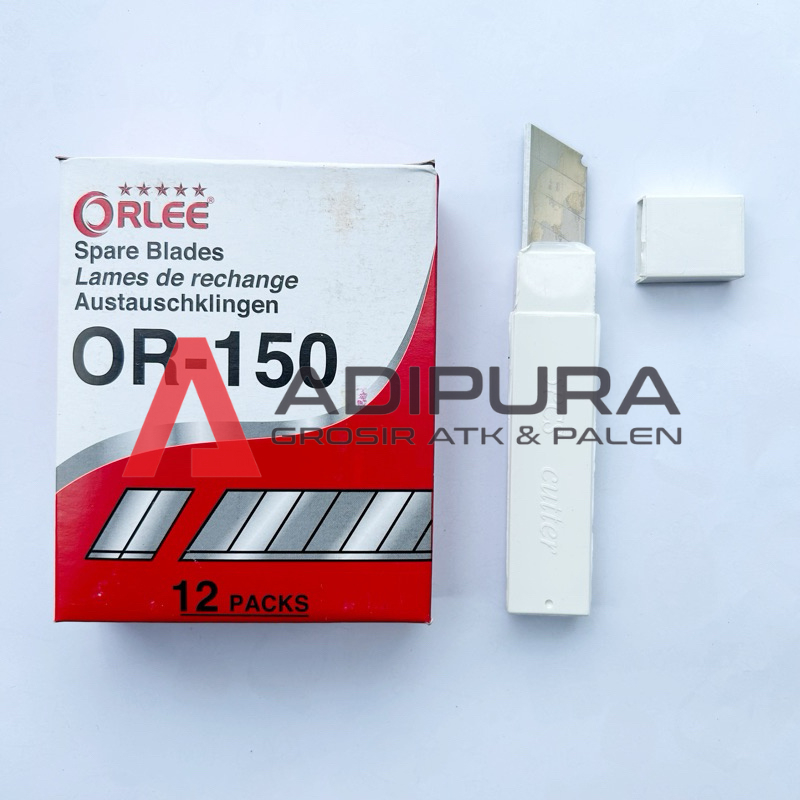 ORLEE®
Spare Blades
Lames de rechange
Austauschklingen
OR-150
ADIPURA
GROSIR ATK & PALEN
cutter
12 PACKS